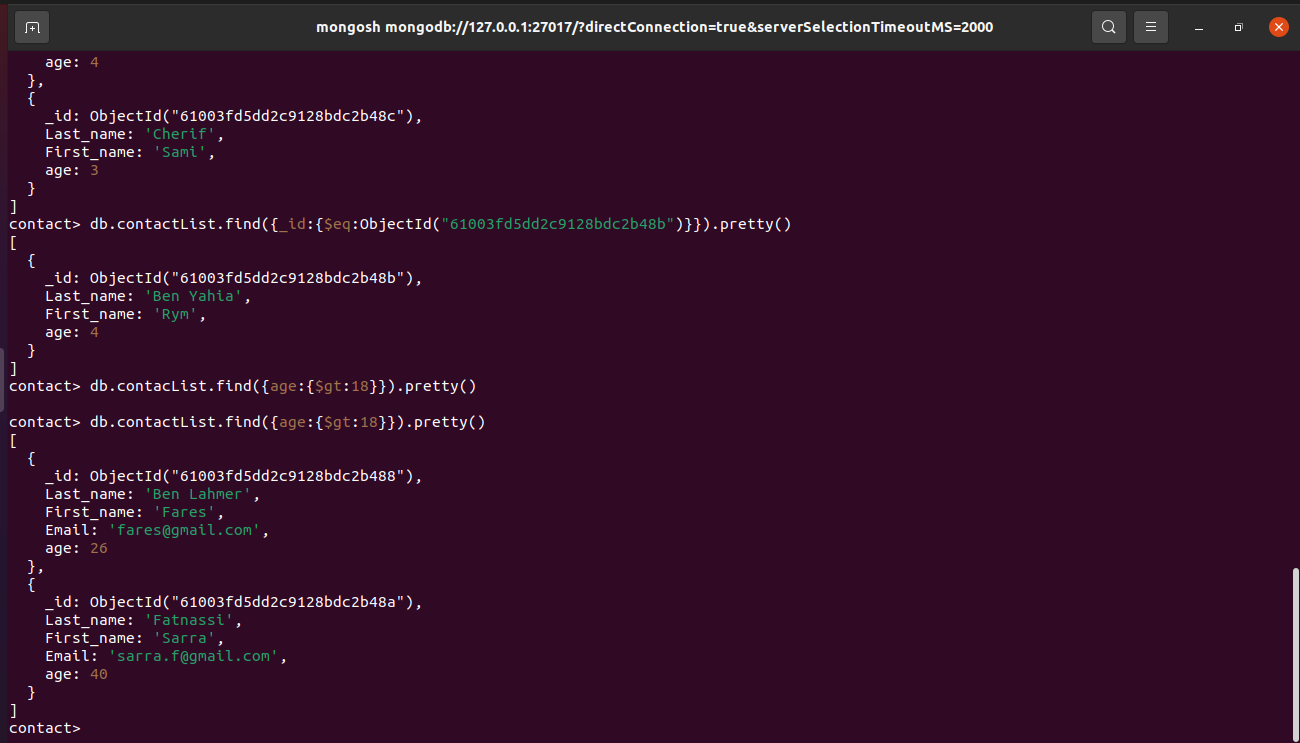 mongosh mongodb://127.0.0.1:27017/?directConnection=true&serverSelectionTimeoutMS=2000
age: 4
},
{
_id: ObjectId("61003fd5dd2c9128bdc2b48c"),
Last_name: 'Cherif',
First_name: 'Sami',
age: 3
}
]
contact> db.contactList.find({_id:{$eq:ObjectId("61003fd5dd2c9128bdc2b48b")}}).pretty()
[
{
_id: ObjectId("61003fd5dd2c9128bdc2b48b"),
Last_name: 'Ben Yahia',
First_name: 'Rym',
age: 4
}
]
contact> db.contacList.find({age:{$gt:18}}).pretty()
contact> db.contactList.find({age:{$gt:18}}).pretty()
[
{
_id: ObjectId("61003fd5dd2c9128bdc2b488"),
Last_name: 'Ben Lahmer',
First_name: 'Fares',
Email: 'fares@gmail.com',
age: 26
},
{
_id: ObjectId("61003fd5dd2c9128bdc2b48a"),
Last_name: 'Fatnassi',
First_name: 'Sarra',
Email: 'sarra.f@gmail.com',
age: 40
}
]
contact>